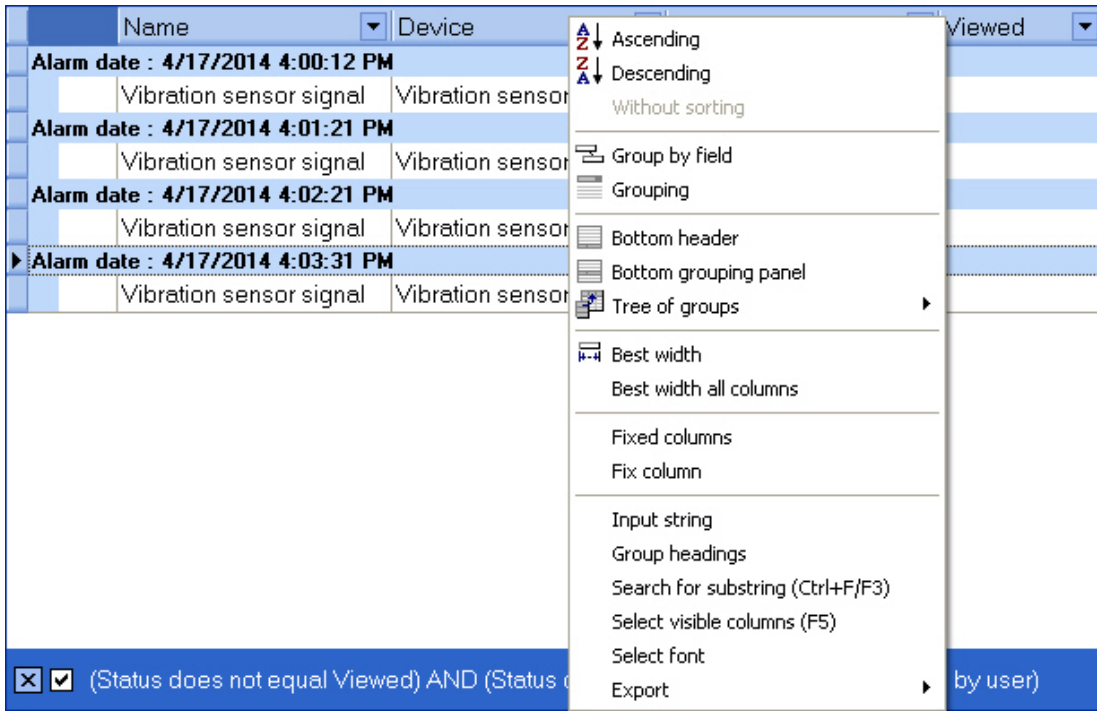 Name Device Viewed
Alarm date : 4/17/2014 4:00:12 PM
Vibration sensor signal Vibration sensor
Alarm date : 4/17/2014 4:01:21 PM
Vibration sensor signal Vibration sensor
Alarm date : 4/17/2014 4:02:21 PM
Vibration sensor signal Vibration sensor
Alarm date : 4/17/2014 4:03:31 PM
Vibration sensor signal Vibration sensor
Ascending
Descending
Without sorting
Group by field
Grouping
Bottom header
Bottom grouping panel
Tree of groups
Best width
Best width all columns
Fixed columns
Fix column
Input string
Group headings
Search for substring (Ctrl+F/F3)
Select visible columns (F5)
Select font
Export
(Status does not equal Viewed) AND (Status by user)